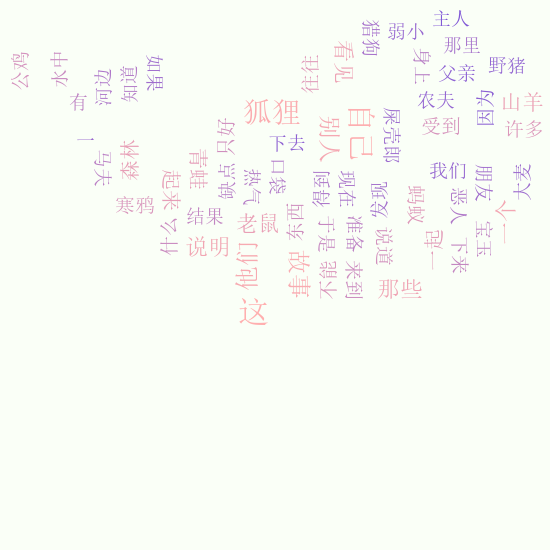 主人
猎狗
弱小
那里
看见
身上
父亲
野猪
公鸡
水中
往往
如果
知道
河边
有
农夫
因为
山羊
狐狸
自己
别人
屎壳郎
受到
许多
一
只好
下去
森林
马夫
青蛙
缺点
热气
口袋
得到
现在
我们
朋友
大麦
起来
蚂蚁
恶人
寒鸦
结果
什么
老鼠
东西
于是
准备
说道
一个
宝玉
说明
他们
故事
不能
来到
一起
下来
那些
这